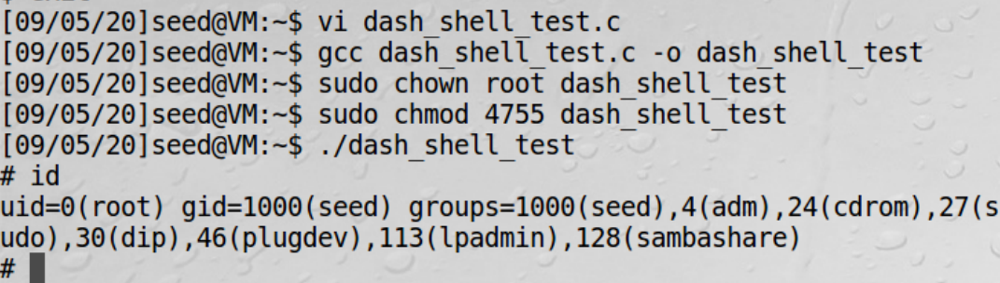 [09/05/20]seed@VM:~$ vi dash_shell_test.c
[09/05/20]seed@VM:~$ gcc dash_shell_test.c -o dash_shell_test
[09/05/20]seed@VM:~$ sudo chown root dash_shell_test
[09/05/20]seed@VM:~$ sudo chmod 4755 dash_shell_test
[09/05/20]seed@VM:~$ ./dash_shell_test
# id
uid=0(root) gid=1000(seed) groups=1000(seed),4(adm),24(cdrom),27(s
udo),30(dip),46(plugdev),113(lpadmin),128(sambashare)
#